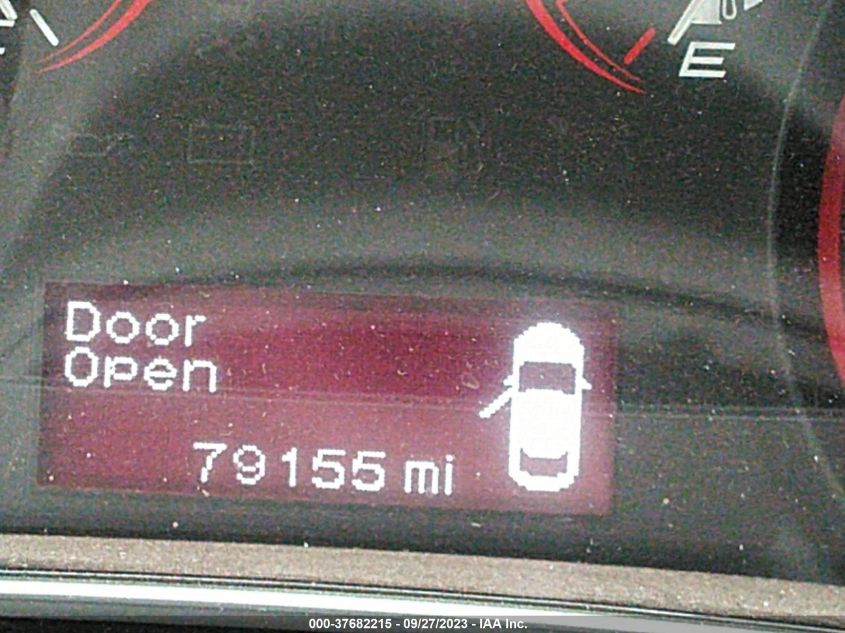 E
Door
Open
79155 mi
000-37682215 - 09/27/2023 - IAA Inc.